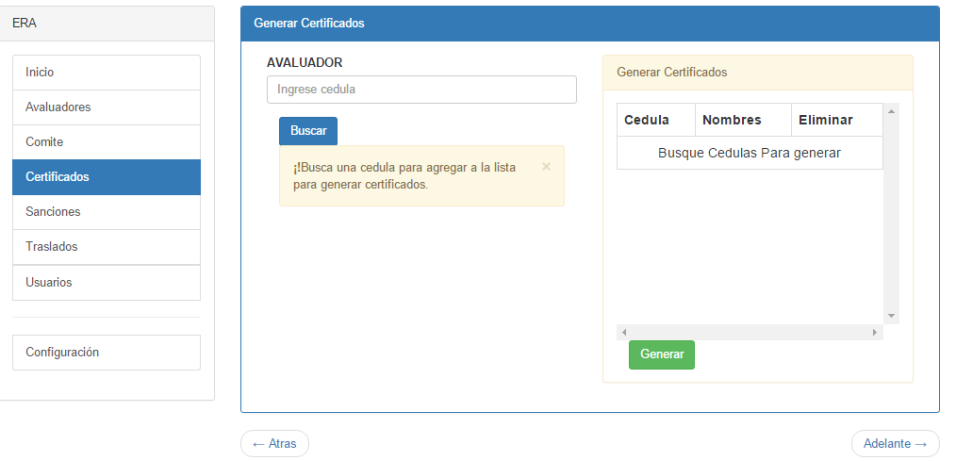 ERA
Inicio
Avaluadores
Comite
Certificados
Sanciones
Traslados
Usuarios
Configuración
Generar Certificados
AVALUADOR
Ingrese cedula
Buscar
¡!Busca una cedula para agregar a la lista ×
para generar certificados.
Generar Certificados
Cedula Nombres Eliminar
Busque Cedulas Para generar
Generar
← Atras
Adelante →